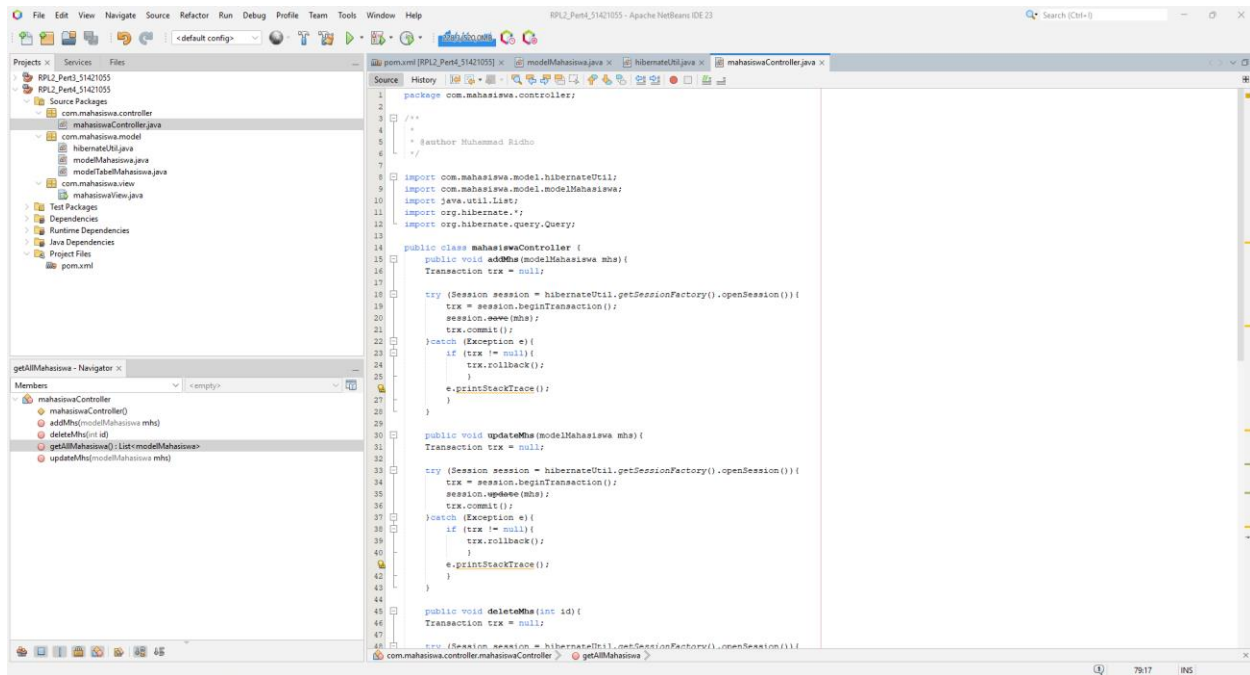 File Edit View Navigate Source Refactor Run Debug Profile Team Tools Window Help
RPL2_Pert4_51421055 - Apache NetBeans IDE 23
Search (Ctrl+I)
<default config>
Projects
Services
Files
RPL2_Pert3_51421055
RPL2_Pert4_51421055
Source Packages
com.mahasiswa.controller
mahasiswaController.java
com.mahasiswa.model
hibernateUtil.java
modelMahasiswa.java
modelTabelMahasiswa.java
com.mahasiswa.view
mahasiswaView.java
Test Packages
Dependencies
Runtime Dependencies
Java Dependencies
Project Files
pom.xml
getAllMahasiswa - Navigator
Members
<empty>
mahasiswaController
mahasiswaController()
addMhs(modelMahasiswa mhs)
deleteMhs(int id)
getAllMahasiswa() : List<modelMahasiswa>
updateMhs(modelMahasiswa mhs)
pom.xml [RPL2_Pert4_51421055]
modelMahasiswa.java
hibernateUtil.java
mahasiswaController.java
Source History
1 package com.mahasiswa.controller;
2
3 /**
4 *
5 * @author Muhammad Ridho
6 */
7
8 import com.mahasiswa.model.hibernateUtil;
9 import com.mahasiswa.model.modelMahasiswa;
10 import java.util.List;
11 import org.hibernate.*;
12 import org.hibernate.query.Query;
13
14 public class mahasiswaController {
15 public void addMhs(modelMahasiswa mhs){
16 Transaction trx = null;
17
18 try (Session session = hibernateUtil.getSessionFactory().openSession()){
19 trx = session.beginTransaction();
20 session.save(mhs);
21 trx.commit();
22 }catch (Exception e){
23 if (trx != null){
24 trx.rollback();
25 }
e.printStackTrace();
27 }
28 }
29
30 public void updateMhs(modelMahasiswa mhs){
31 Transaction trx = null;
32
33 try (Session session = hibernateUtil.getSessionFactory().openSession()){
34 trx = session.beginTransaction();
35 session.update(mhs);
36 trx.commit();
37 }catch (Exception e){
38 if (trx != null){
39 trx.rollback();
40 }
e.printStackTrace();
42 }
43 }
44
45 public void deleteMhs(int id){
46 Transaction trx = null;
47
48 try (Session session = hibernateUtil.getSessionFactory().openSession()){
com.mahasiswa.controller.mahasiswaController
getAllMahasiswa
79:17
INS